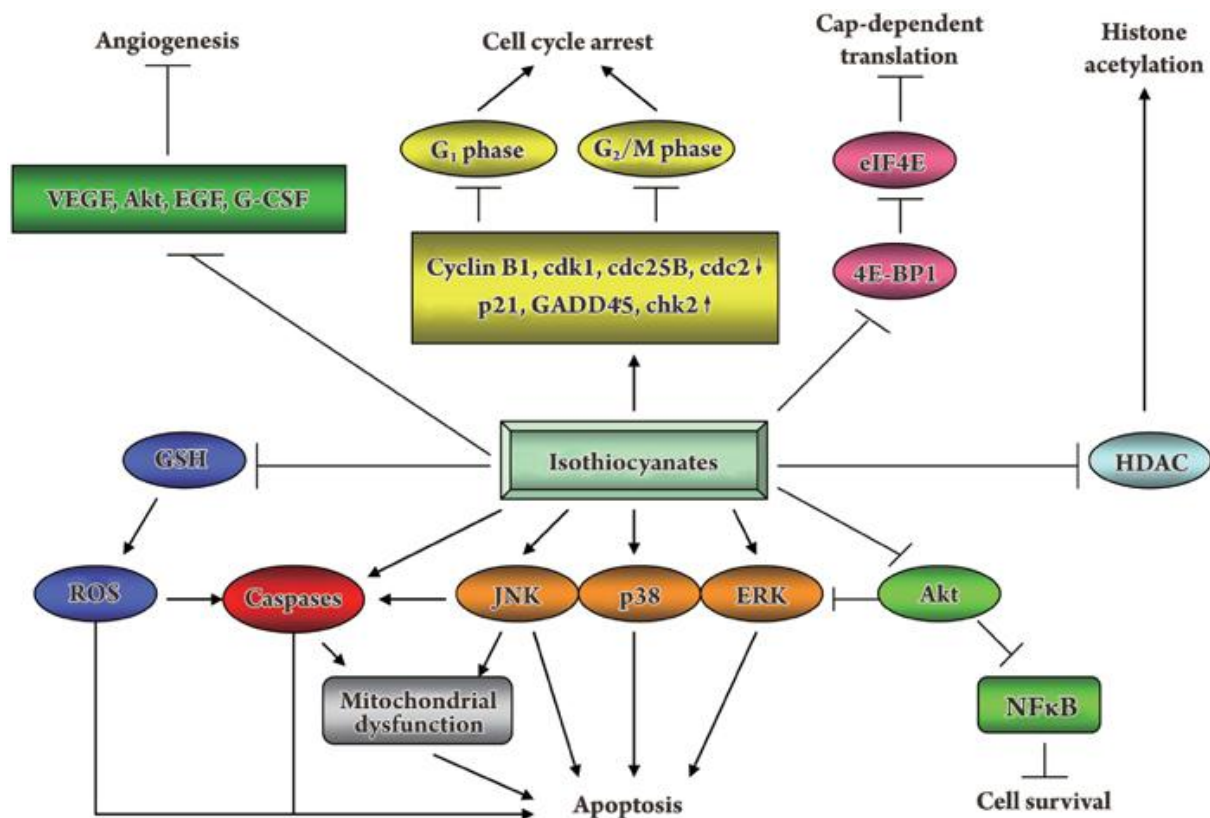 Angiogenesis
Cell cycle arrest
Cap-dependent
translation
Histone
acetylation
G₁ phase
G₂/M phase
eIF4E
VEGF, Akt, EGF, G-CSF
Cyclin B1, cdk1, cdc25B, cdc2↓
p21, GADD45, chk2↑
4E-BP1
GSH
Isothiocyanates
HDAC
ROS
Caspases
JNK
p38
ERK
Akt
Mitochondrial
dysfunction
NFκB
Apoptosis
Cell survival